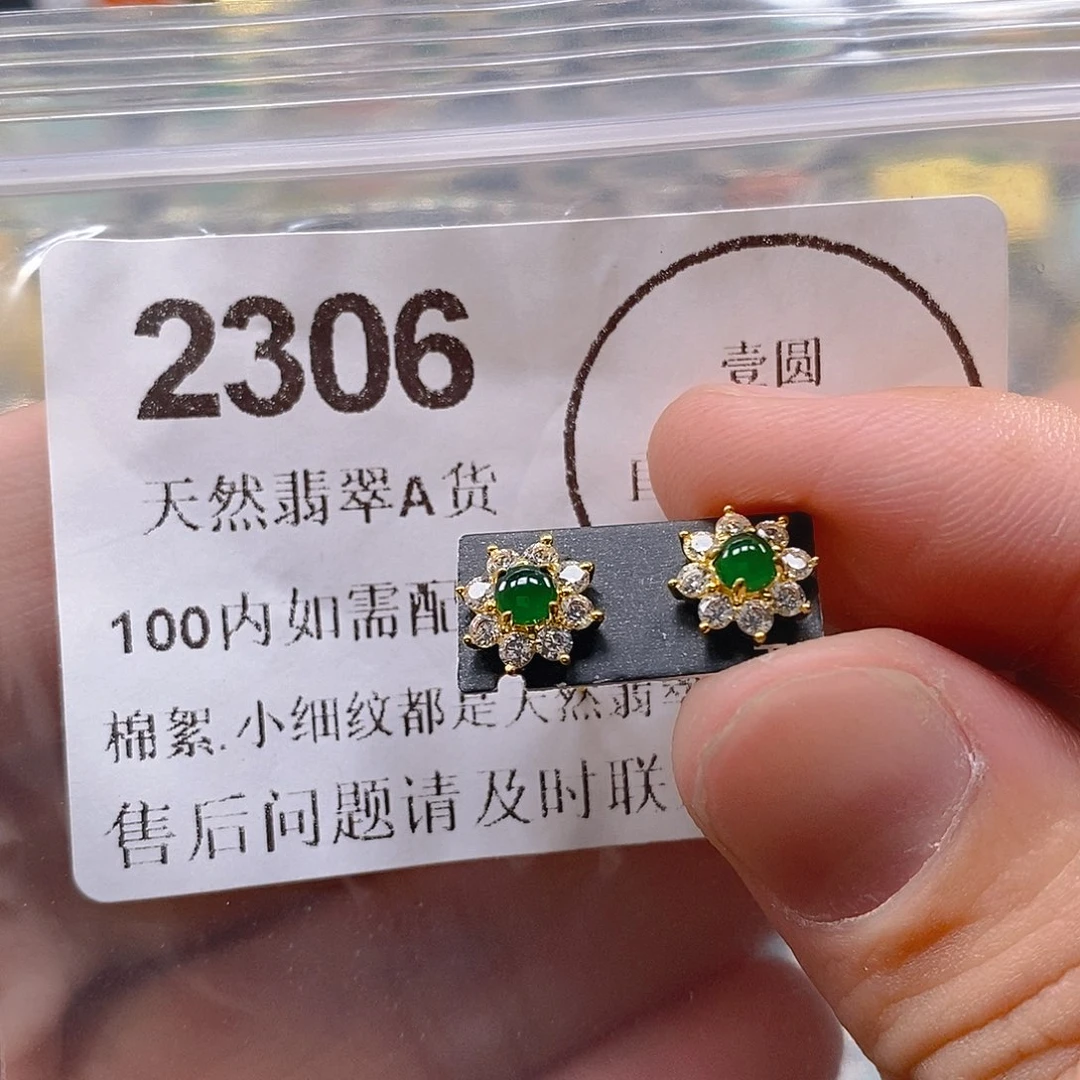 2306
壹圆
天然翡翠A货
100内如需配
棉絮.小细纹都是天然翡翠
售后问题请及时联